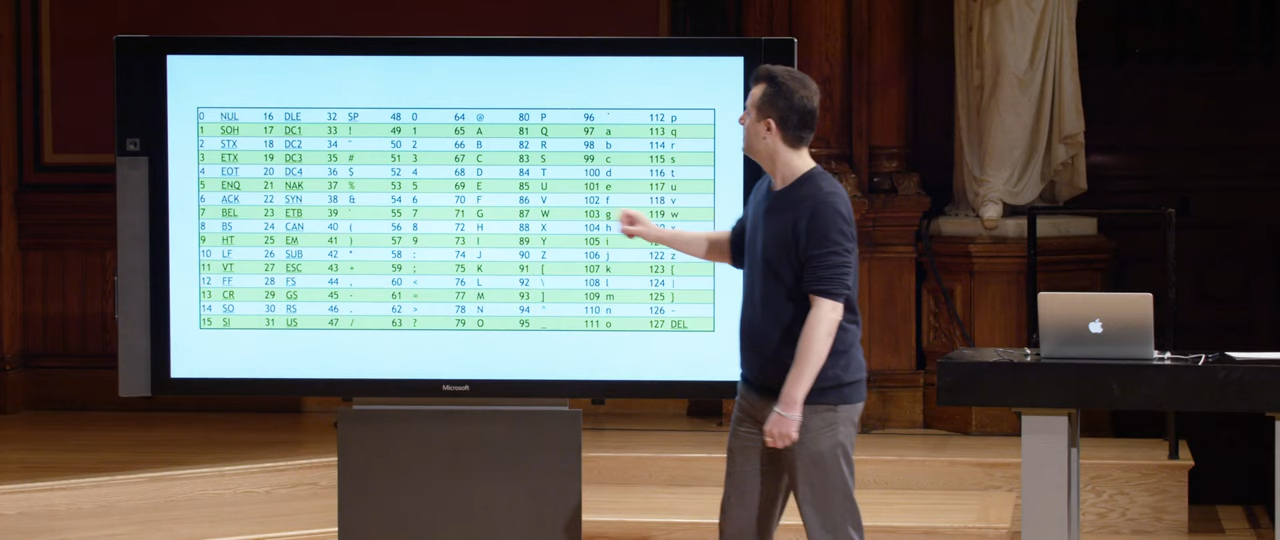 0 NUL 16 DLE 32 SP 48 0 64 @ 80 P 96 ` 112 p
1 SOH 17 DC1 33 ! 49 1 65 A 81 Q 97 a 113 q
2 STX 18 DC2 34 " 50 2 66 B 82 R 98 b 114 r
3 ETX 19 DC3 35 # 51 3 67 C 83 S 99 c 115 s
4 EOT 20 DC4 36 $ 52 4 68 D 84 T 100 d 116 t
5 ENQ 21 NAK 37 % 53 5 69 E 85 U 101 e 117 u
6 ACK 22 SYN 38 & 54 6 70 F 86 V 102 f 118 v
7 BEL 23 ETB 39 ' 55 7 71 G 87 W 103 g 119 w
8 BS 24 CAN 40 ( 56 8 72 H 88 X 104 h
9 HT 25 EM 41 ) 57 9 73 I 89 Y 105 i
10 LF 26 SUB 42 * 58 : 74 J 90 Z 106 j 122 z
11 VT 27 ESC 43 + 59 ; 75 K 91 [ 107 k 123 {
12 FF 28 FS 44 , 60 < 76 L 92 \ 108 l 124 |
13 CR 29 GS 45 - 61 = 77 M 93 ] 109 m 125 }
14 SO 30 RS 46 . 62 > 78 N 94 ^ 110 n 126 ~
15 SI 31 US 47 / 63 ? 79 O 95 _ 111 o 127 DEL
Microsoft